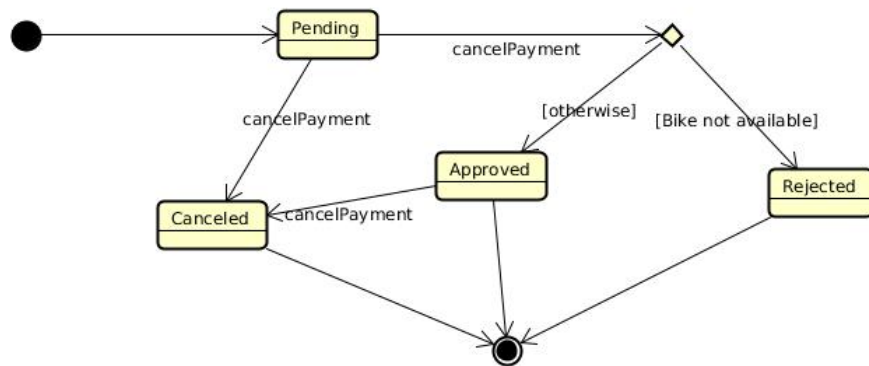 Pending
cancelPayment
cancelPayment
[otherwise]
[Bike not available]
Approved
Rejected
Canceled
cancelPayment